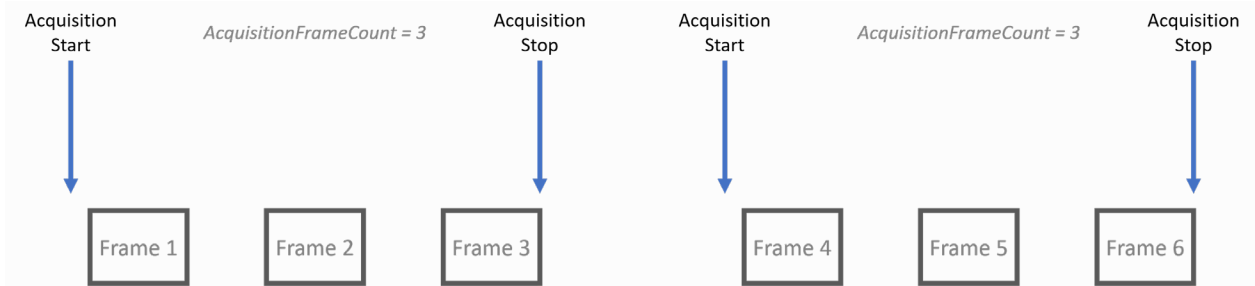 Acquisition
Start
AcquisitionFrameCount = 3
Acquisition
Stop
Acquisition
Start
AcquisitionFrameCount = 3
Acquisition
Stop
Frame 1
Frame 2
Frame 3
Frame 4
Frame 5
Frame 6